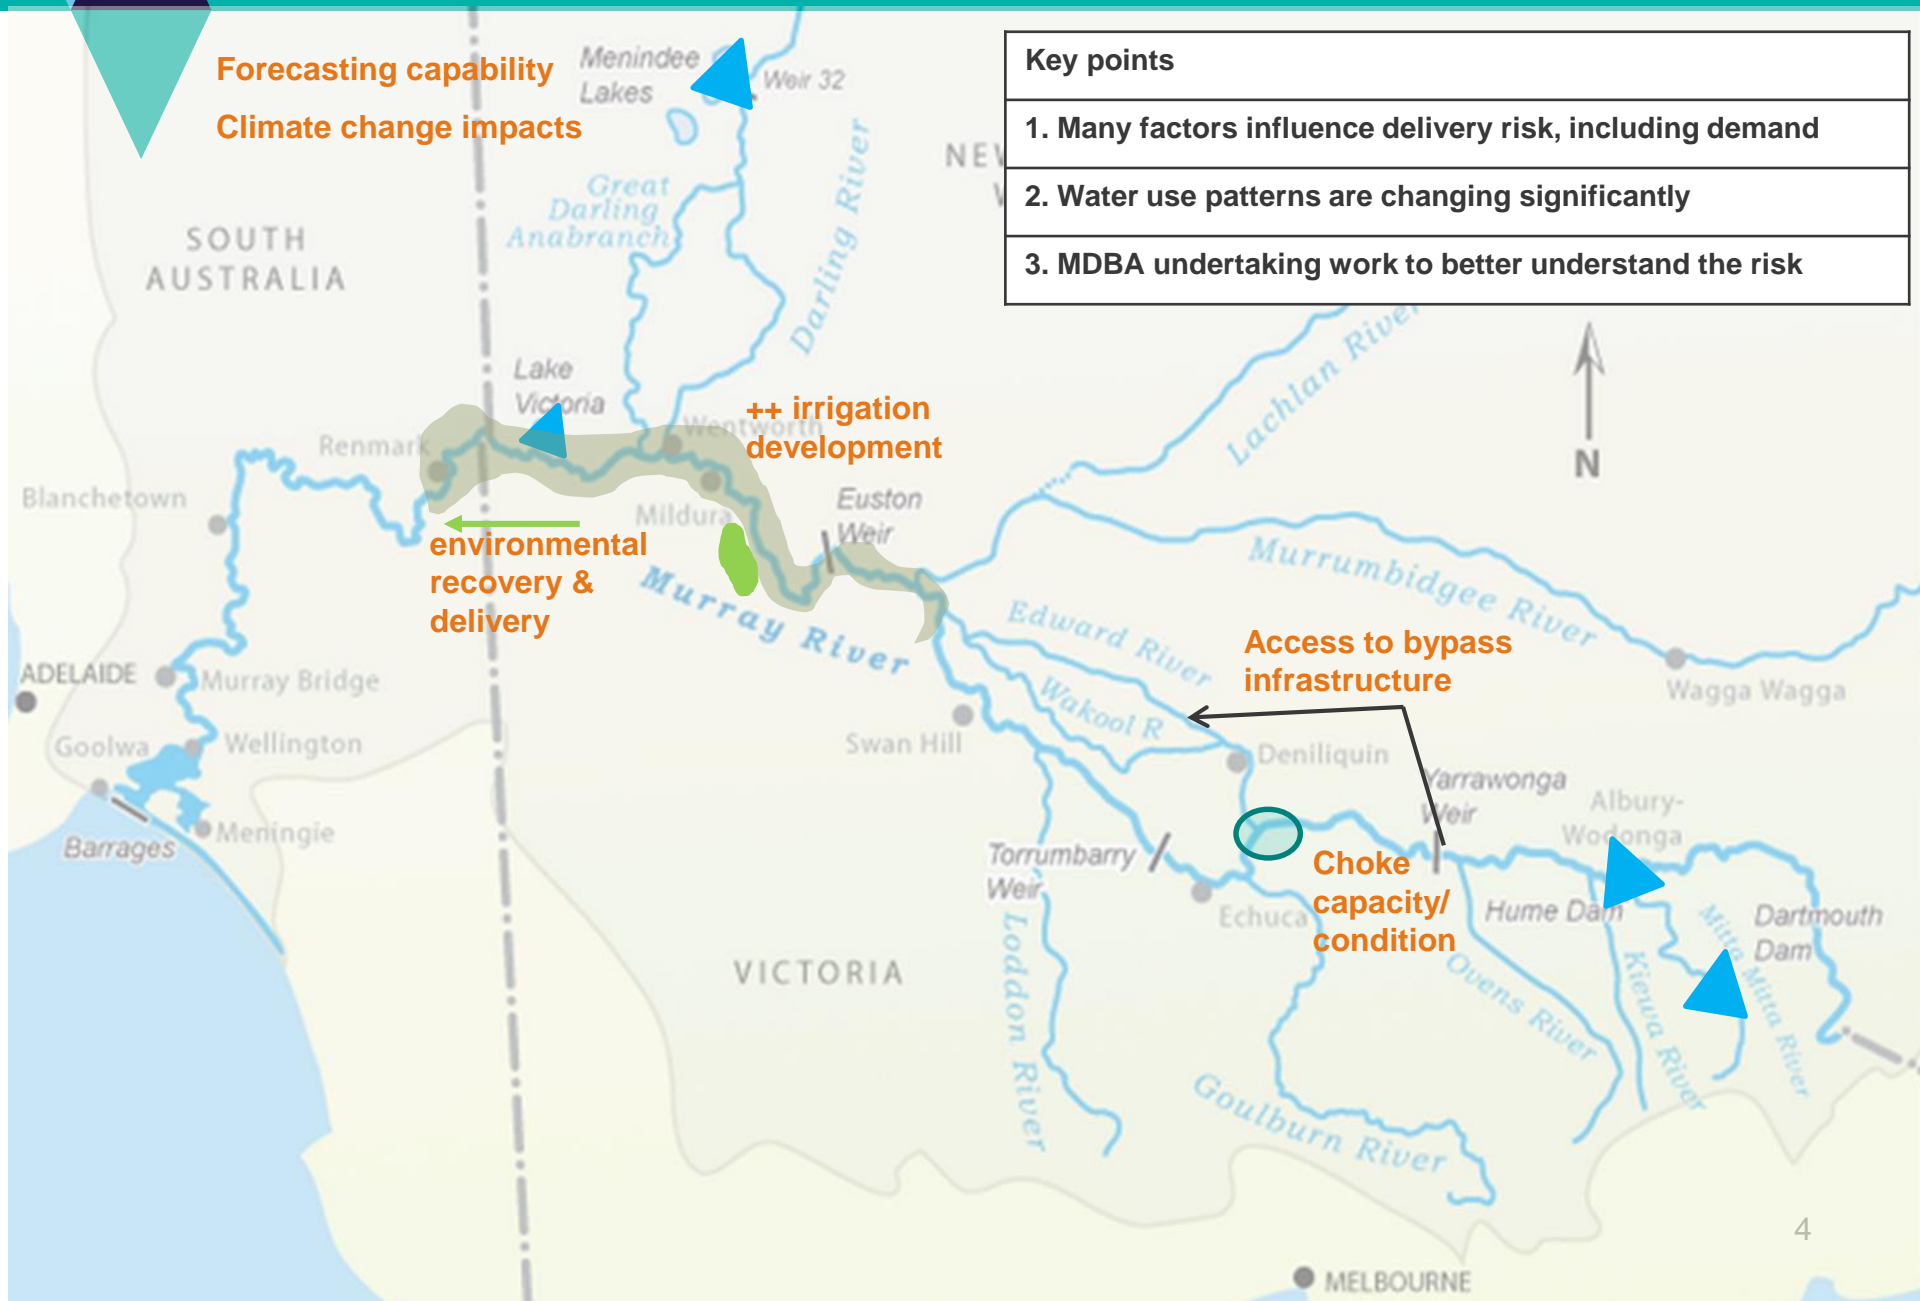 Forecasting capability
Climate change impacts
Menindee
Lakes
Weir 32
Key points
1. Many factors influence delivery risk, including demand
2. Water use patterns are changing significantly
3. MDBA undertaking work to better understand the risk
Great
Darling
Anabranch
Darling River
SOUTH
AUSTRALIA
Lachlan River
N
Lake
Victoria
++ irrigation
development
Wentworth
Renmark
Blanchetown
Mildura
Euston
Weir
environmental
recovery &
delivery
Murray River
Murrumbidgee River
Edward River
Wakool R
Access to bypass
infrastructure
Wagga Wagga
ADELAIDE
Murray Bridge
Goolwa
Wellington
Swan Hill
Deniliquin
Yarrawonga
Weir
Albury-
Wodonga
Meningie
Barrages
Torrumbarry
Weir
Echuca
Choke
capacity/
condition
Hume Dam
Dartmouth
Dam
Mitta Mitta River
Kiewa River
Ovens River
Loddon River
Goulburn River
VICTORIA
4
MELBOURNE